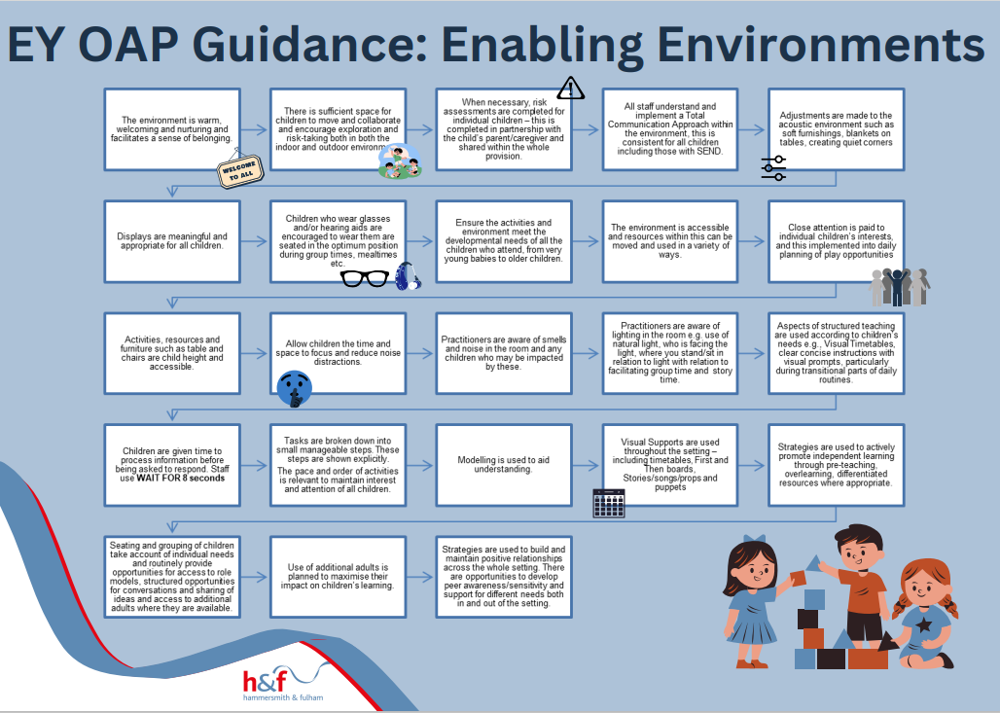 EY OAP Guidance: Enabling Environments
The environment is warm,
welcoming and nurturing and
facilitates a sense of belonging.
WELCOME
TO ALL
There is sufficient space for
children to move and collaborate
and encourage exploration and
risk-taking both in both the
indoor and outdoor environm
When necessary, risk
assessments are completed for
individual children – this is
completed in partnership with
the child's parent/caregiver and
shared within the whole
provision.
All staff understand and
implement a Total
Communication Approach within
the environment, this is
consistent for all children
including those with SEND.
Adjustments are made to the
acoustic environment such as
soft furnishings, blankets on
tables, creating quiet corners
Displays are meaningful and
appropriate for all children.
Children who wear glasses
and/or hearing aids are
encouraged to wear them are
seated in the optimum position
during group times, mealtimes
etc.
Ensure the activities and
environment meet the
developmental needs of all the
children who attend, from very
young babies to older children.
The environment is accessible
and resources within this can be
moved and used in a variety of
ways.
Close attention is paid to
individual children's interests,
and this implemented into daily
planning of play opportunities
Activities, resources and
furniture such as table and
chairs are child height and
accessible.
Allow children the time and
space to focus and reduce noise
distractions.
Practitioners are aware of smells
and noise in the room and any
children who may be impacted
by these.
Practitioners are aware of
lighting in the room e.g. use of
natural light, who is facing the
light, where you stand/sit in
relation to light with relation to
facilitating group time and story
time.
Aspects of structured teaching
are used according to children's
needs e.g., Visual Timetables,
clear concise instructions with
visual prompts, particularly
during transitional parts of daily
routines.
Children are given time to
process information before
being asked to respond. Staff
use WAIT FOR 8 seconds
Tasks are broken down into
small manageable steps. These
steps are shown explicitly.
The pace and order of activities
is relevant to maintain interest
and attention of all children.
Modelling is used to aid
understanding.
Visual Supports are used
throughout the setting –
including timetables, First and
Then boards,
Stories/songs/props and
puppets
Strategies are used to actively
promote independent learning
through pre-teaching,
overlearning, differentiated
resources where appropriate.
Seating and grouping of children
take account of individual needs
and routinely provide
opportunities for access to role
models, structured opportunities
for conversations and sharing of
ideas and access to additional
adults where they are available.
Use of additional adults is
planned to maximise their
impact on children's learning.
Strategies are used to build and
maintain positive relationships
across the whole setting. There
are opportunities to develop
peer awareness/sensitivity and
support for different needs both
in and out of the setting.
h&f
hammersmith & fulham